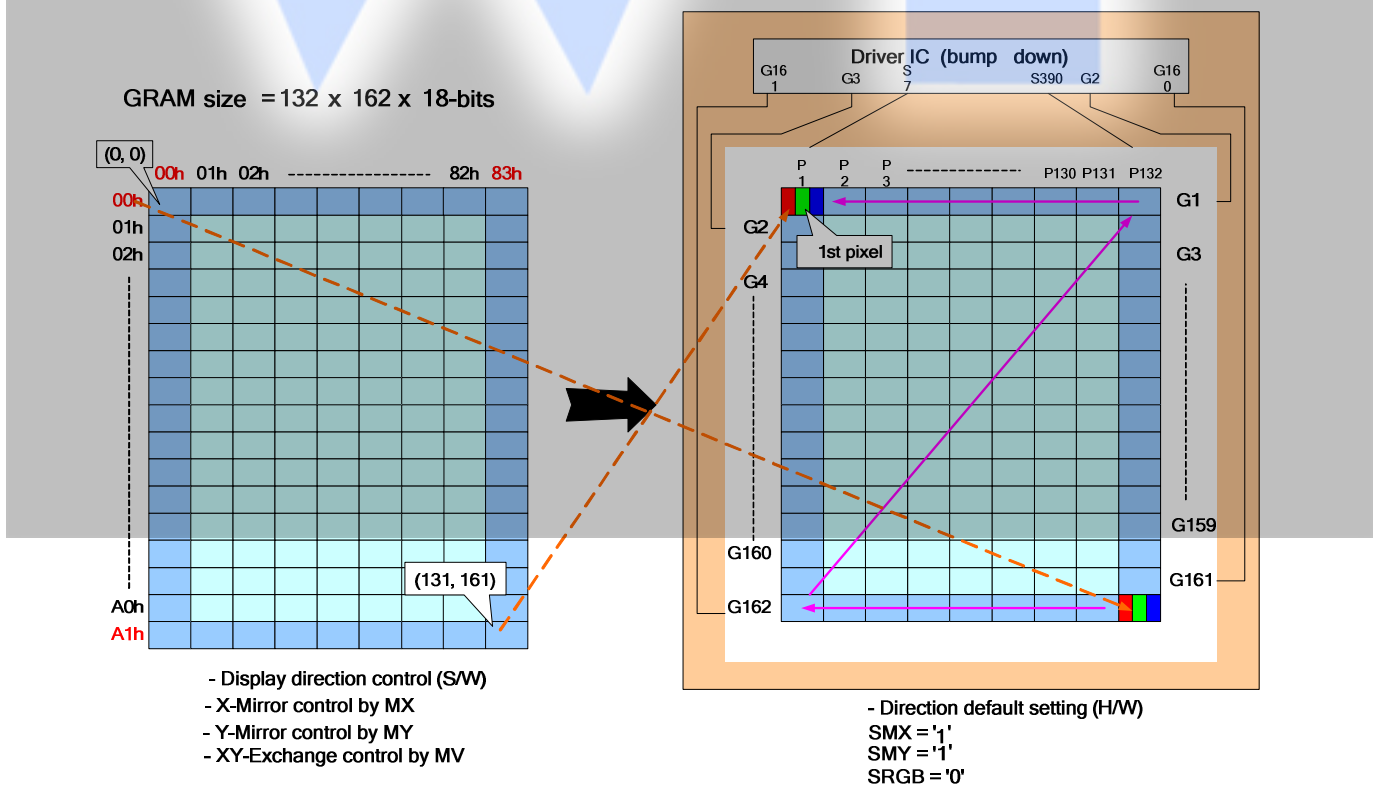 Driver IC (bump down)
G16
1
G3
S
7
S390
G2
G16
0
GRAM size = 132 x 162 x 18-bits
(0, 0)
00h 01h 02h 82h 83h
P
1
P
2
P
3
P130 P131 P132
00h
01h
02h
G1
G2
1st pixel
G3
G4
G159
G160
(131, 161)
G161
A0h
G162
A1h
- Display direction control (S/W)
- X-Mirror control by MX
- Y-Mirror control by MY
- XY-Exchange control by MV
- Direction default setting (H/W)
SMX = '1'
SMY = '1'
SRGB = '0'